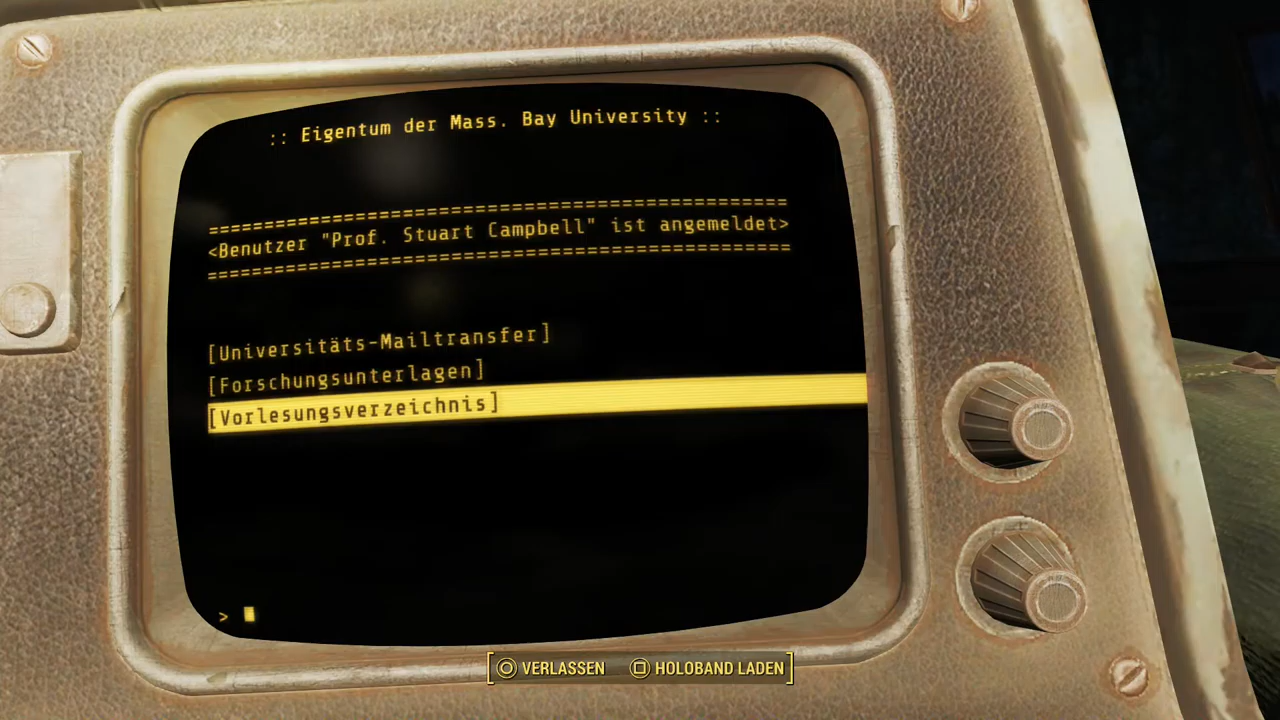 :: Eigentum der Mass. Bay University ::
=====================================================
<Benutzer "Prof. Stuart Campbell" ist angemeldet>
=====================================================
[Universitäts-Mailtransfer]
[Forschungsunterlagen]
[Vorlesungsverzeichnis]
>
VERLASSEN HOLOBAND LADEN